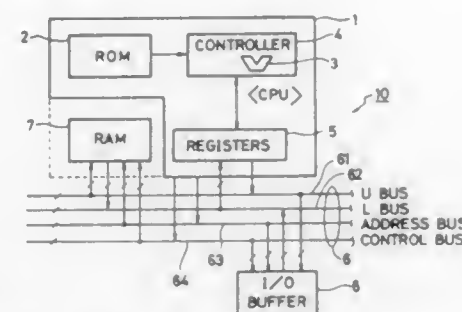 1
2
ROM
CONTROLLER
4
3
<CPU>
10
7
RAM
REGISTERS
5
61
62
U BUS
L BUS
ADDRESS BUS
CONTROL BUS
63
6
64
I/O
BUFFER
6